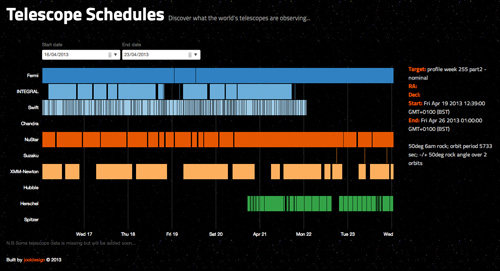 Telescope Schedules Discover what the world's telescopes are observing...
Start date End date
16/04/2013 23/04/2013
Fermi
INTEGRAL
Swift
Chandra
NuStar
Suzaku
XMM-Newton
Hubble
Herschel
Spitzer
Wed 17 Thu 18 Fri 19 Sat 20 Apr 21 Mon 22 Tue 23 Wed
Target: profile week 255 part2 -
nominal
RA:
Decl:
Start: Fri Apr 19 2013 12:39:00
GMT+0100 (BST)
End: Fri Apr 26 2013 01:00:00
GMT+0100 (BST)
50deg 6am rock; orbit period 5733
sec; -/+ 50deg rock angle over 2
orbits
N.B Some telescope data is missing but will be added soon...
Built by © 2013